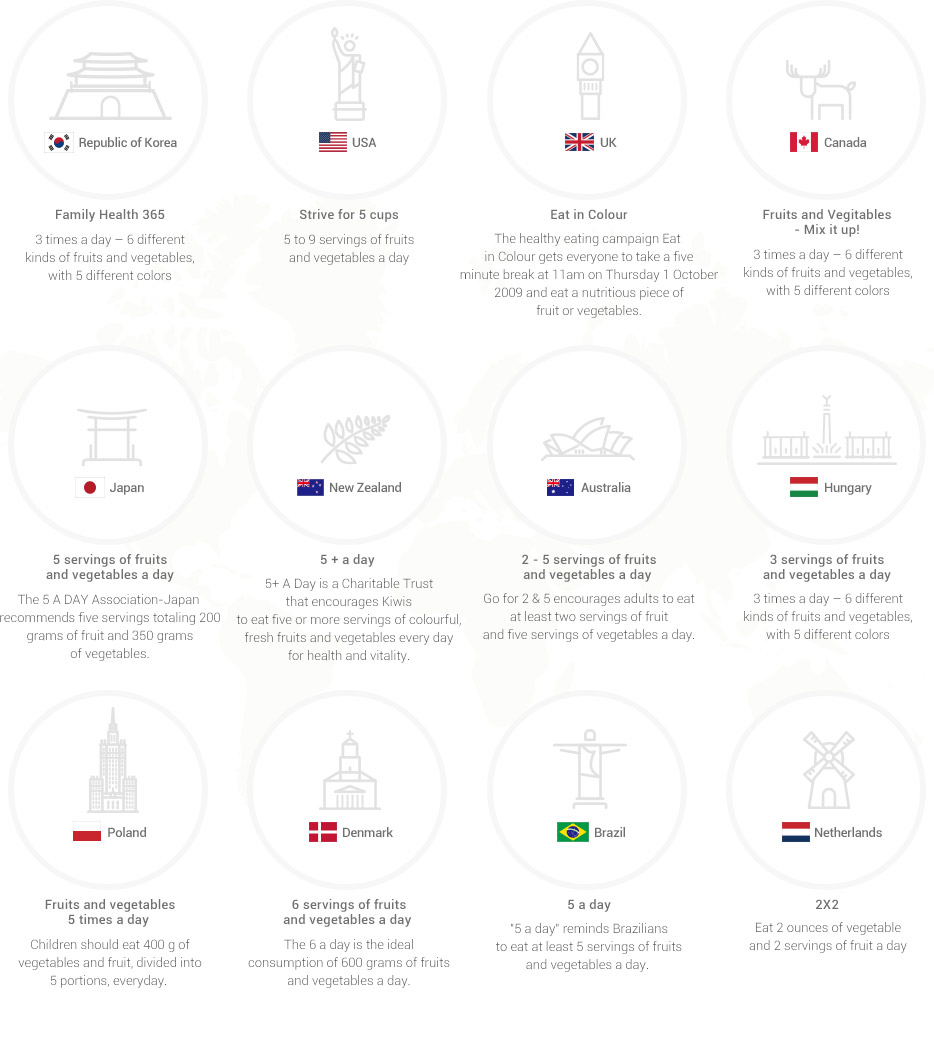 Republic of Korea
Family Health 365
3 times a day – 6 different
kinds of fruits and vegetables,
with 5 different colors
USA
Strive for 5 cups
5 to 9 servings of fruits
and vegetables a day
UK
Eat in Colour
The healthy eating campaign Eat
in Colour gets everyone to take a five
minute break at 11am on Thursday 1 October
2009 and eat a nutritious piece of
fruit or vegetables.
Canada
Fruits and Vegitables
- Mix it up!
3 times a day – 6 different
kinds of fruits and vegetables,
with 5 different colors
Japan
5 servings of fruits
and vegetables a day
The 5 A DAY Association-Japan
recommends five servings totaling 200
grams of fruit and 350 grams
of vegetables.
New Zealand
5 + a day
5+ A Day is a Charitable Trust
that encourages Kiwis
to eat five or more servings of colourful,
fresh fruits and vegetables every day
for health and vitality.
Australia
2 - 5 servings of fruits
and vegetables a day
Go for 2 & 5 encourages adults to eat
at least two servings of fruit
and five servings of vegetables a day.
Hungary
3 servings of fruits
and vegetables a day
3 times a day – 6 different
kinds of fruits and vegetables,
with 5 different colors
Poland
Fruits and vegetables
5 times a day
Children should eat 400 g of
vegetables and fruit, divided into
5 portions, everyday.
Denmark
6 servings of fruits
and vegetables a day
The 6 a day is the ideal
consumption of 600 grams of fruits
and vegetables a day.
Brazil
5 a day
"5 a day" reminds Brazilians
to eat at least 5 servings of fruits
and vegetables a day.
Netherlands
2X2
Eat 2 ounces of vegetable
and 2 servings of fruit a day